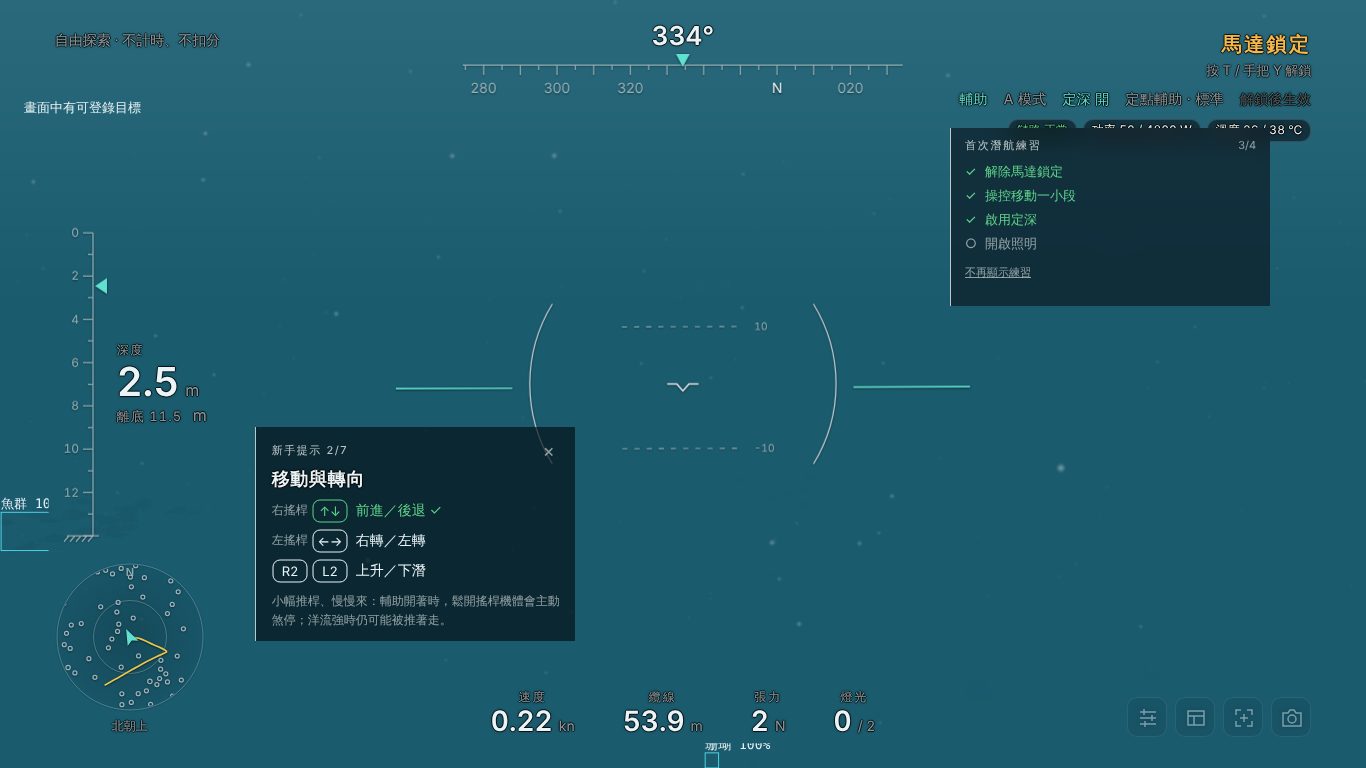 自由探索 · 不計時、不扣分
334°
280 300 320 N 020
馬達鎖定
按 T / 手把 Y 解鎖
輔助 A 模式 定深 開 定點輔助 · 標準 解鎖後生效
畫面中有可登錄目標
38 °C
首次潛航練習 3/4
解除馬達鎖定
操控移動一小段
啟用定深
開啟照明
不再顯示練習
0
2
4
6
8
10
12
深度
2.5 m
離底 11.5 m
10
-10
新手提示 2/7
移動與轉向
右搖桿 ↑↓ 前進／後退
左搖桿 ←→ 右轉／左轉
R2 L2 上升／下潛
小幅推桿、慢慢來：輔助開著時，鬆開搖桿機體會主動
煞停；洋流強時仍可能被推著走。
魚群 10
N
北朝上
速度 纜線 張力 燈光
0.22 kn 53.9 m 2 N 0 / 2
珊瑚 100%